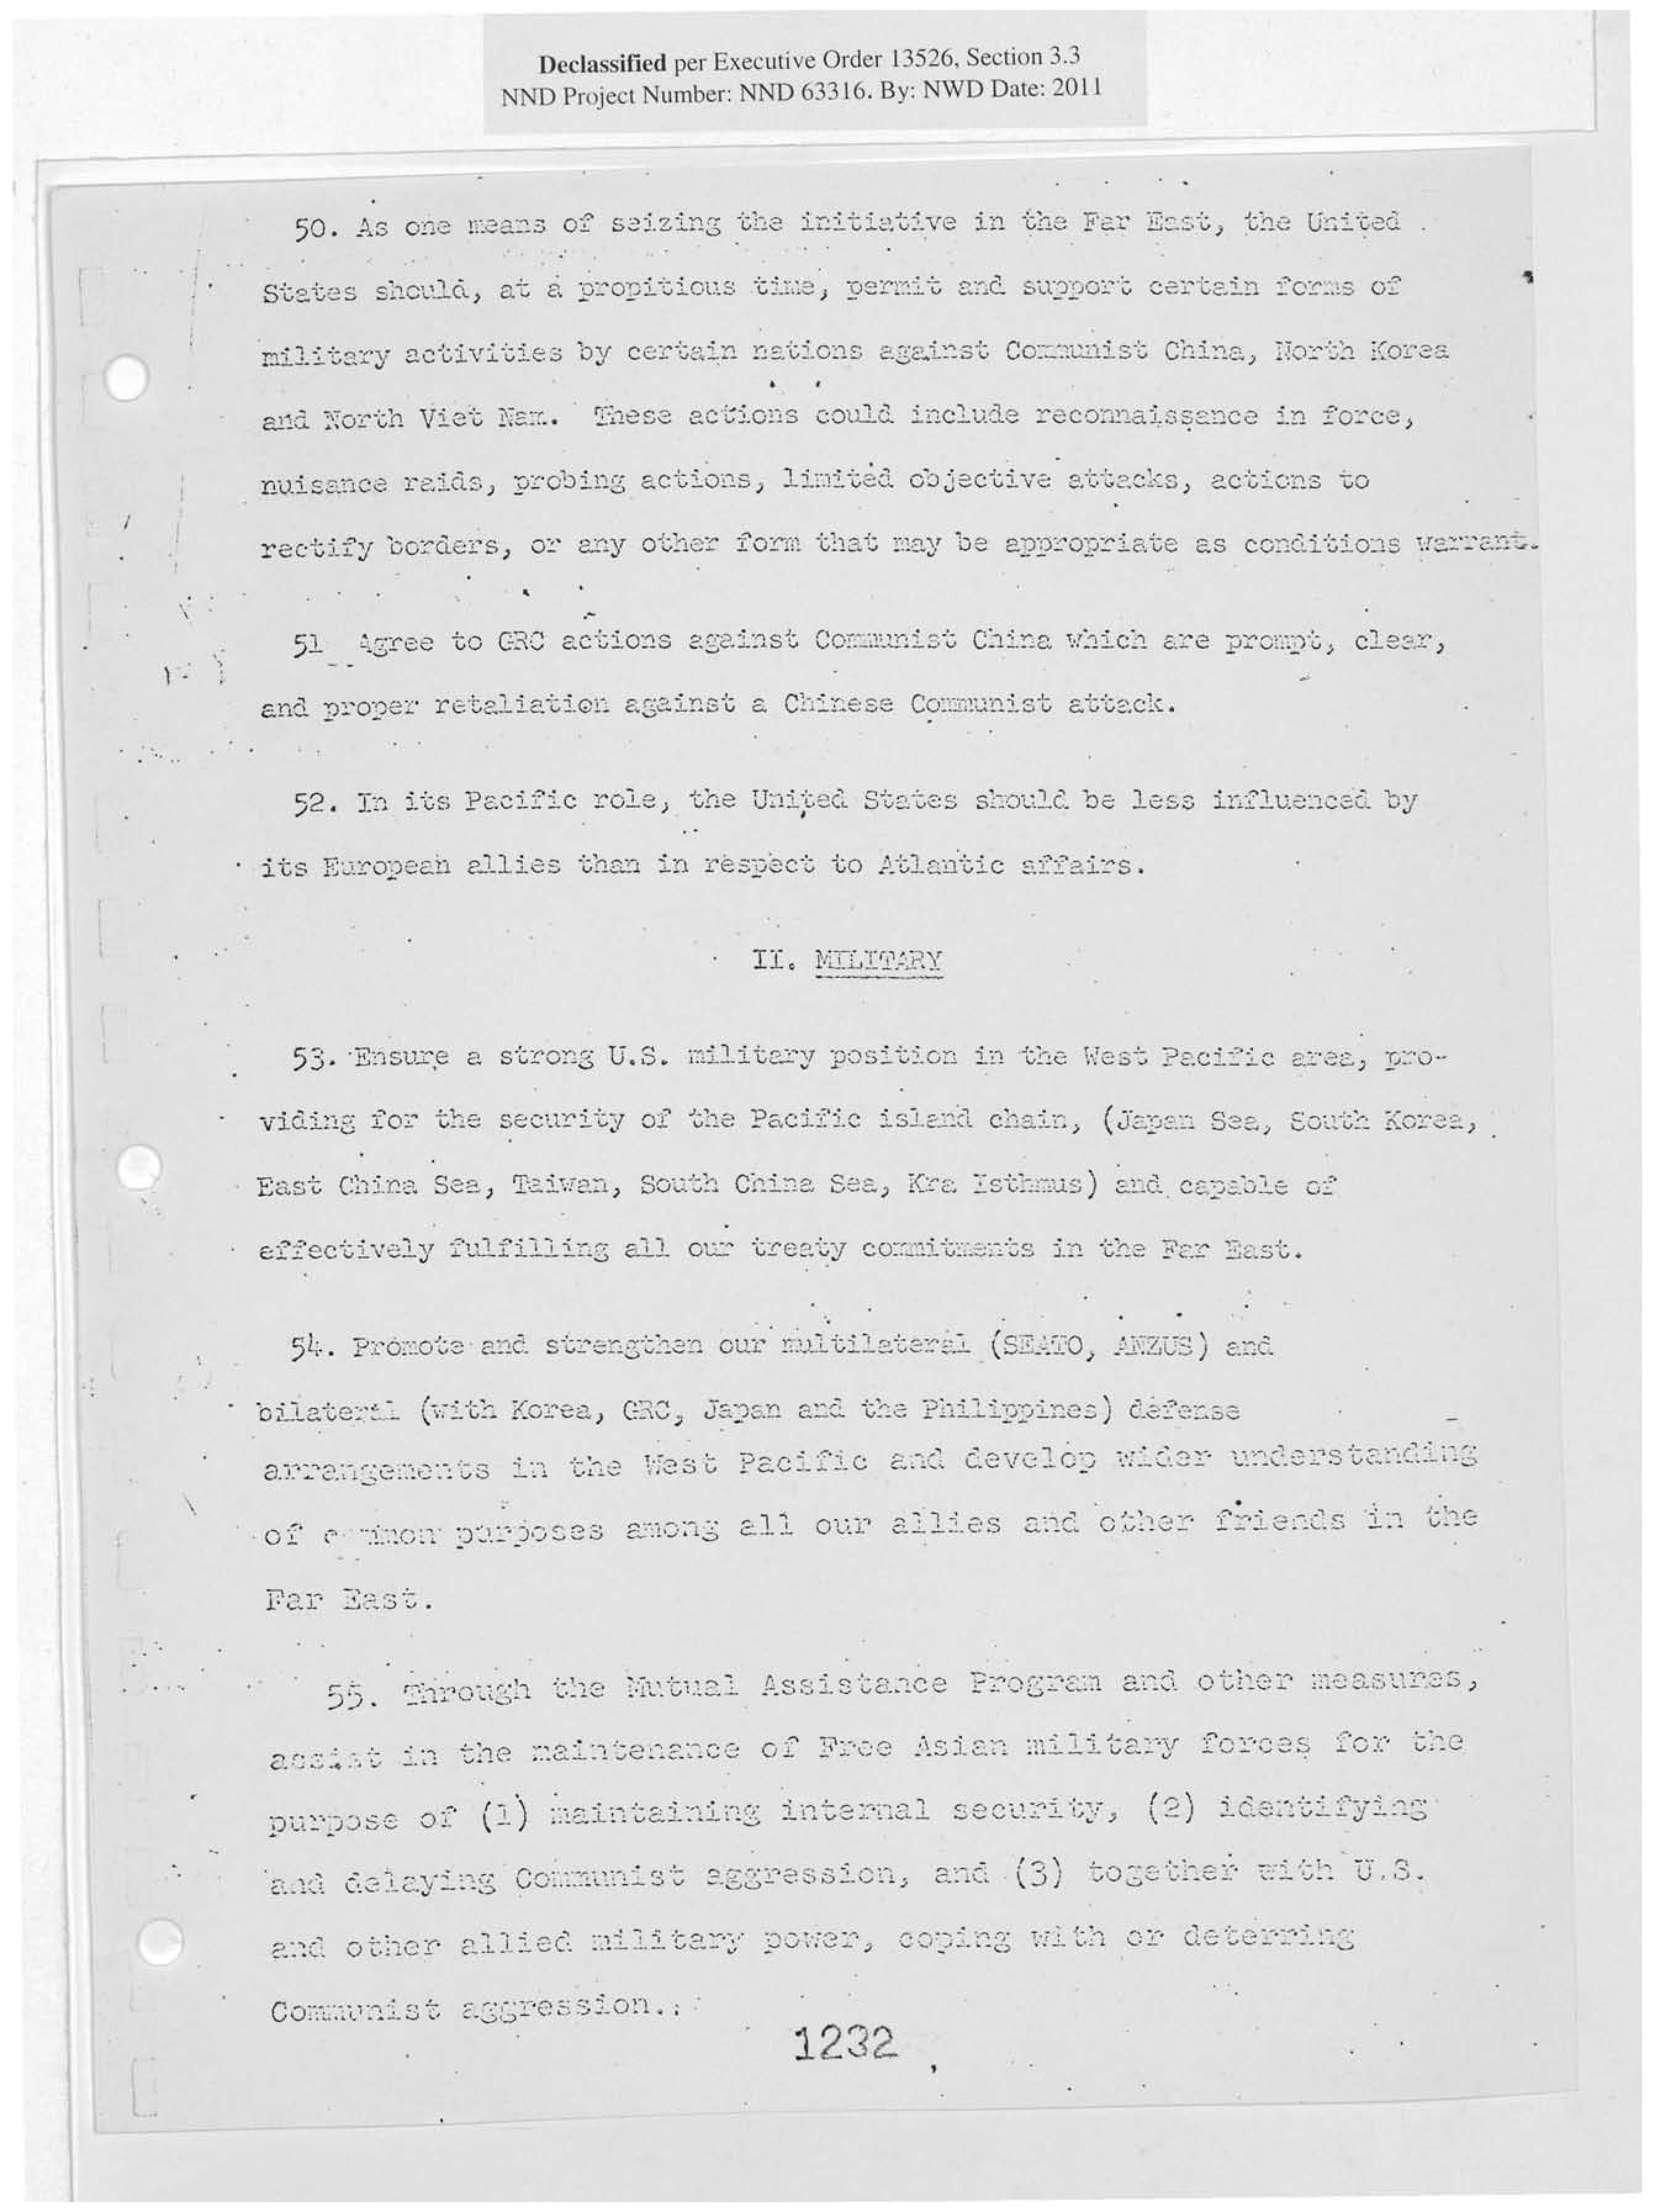 Declassified per Executive Order 13526, Section 3.3
NND Project Number: NND 63316. By: NWD Date: 2011
50. As one means of seizing the initiative in the Far East, the United
States should, at a propitious time, permit and support certain forms of
military activities by certain nations against Communist China, North Korea
and North Viet Nam. These actions could include reconnaissance in force,
nuisance raids, probing actions, limited objective attacks, actions to
rectify borders, or any other form that may be appropriate as conditions warrant.
51 Agree to GRC actions against Communist China which are prompt, clear,
and proper retaliation against a Chinese Communist attack.
52. In its Pacific role, the United States should be less influenced by
its European allies than in respect to Atlantic affairs.
II. MILITARY
53. Ensure a strong U.S. military position in the West Pacific area, pro-
viding for the security of the Pacific island chain, (Japan Sea, South Korea,
East China Sea, Taiwan, South China Sea, Kra Isthmus) and capable of
effectively fulfilling all our treaty commitments in the Far East.
54. Promote and strengthen our multilateral (SEATO, ANZUS) and
bilateral (with Korea, GRC, Japan and the Philippines) defense
arrangements in the West Pacific and develop wider understanding
of common purposes among all our allies and other friends in the
Far East.
55. Through the Mutual Assistance Program and other measures,
assist in the maintenance of Free Asian military forces for the
purpose of (1) maintaining internal security, (2) identifying
and delaying Communist aggression, and (3) together with U.S.
and other allied military power, coping with or deterring
Communist aggression.
1232